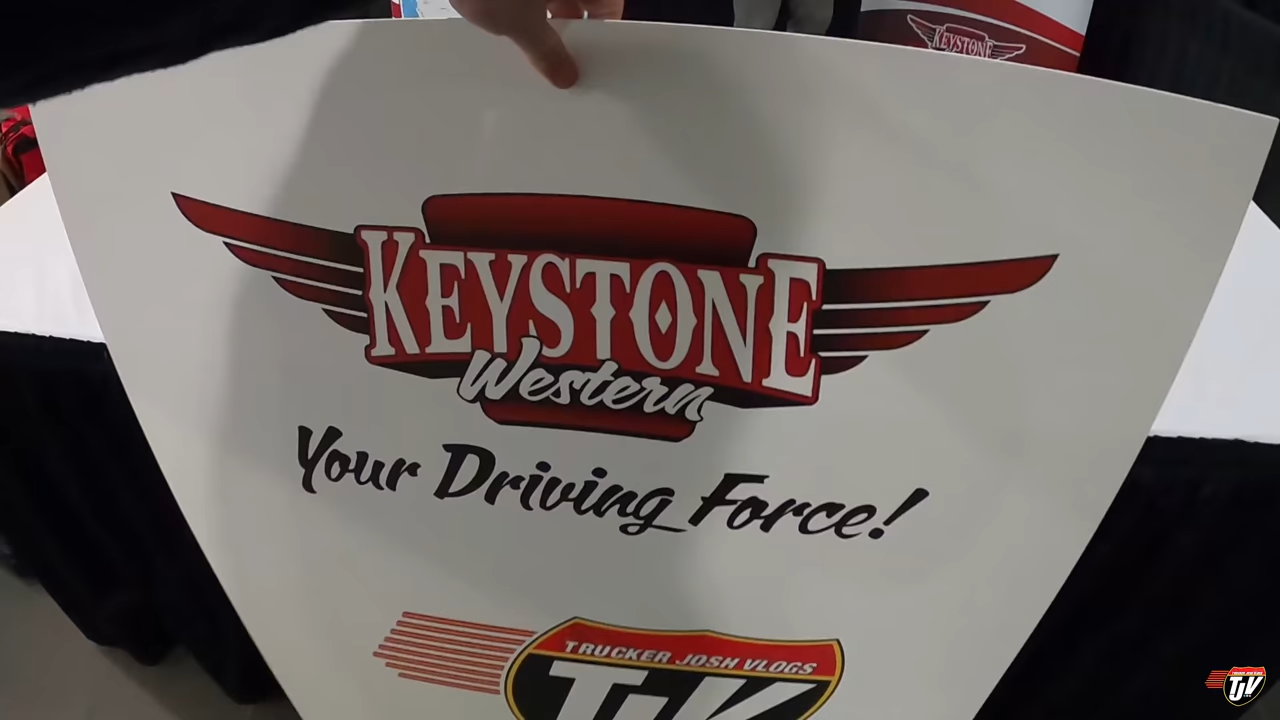 KEYSTONE
KEYSTONE
Western
Your Driving Force!
TRUCKER JOSH VLOGS
TJV
TJV